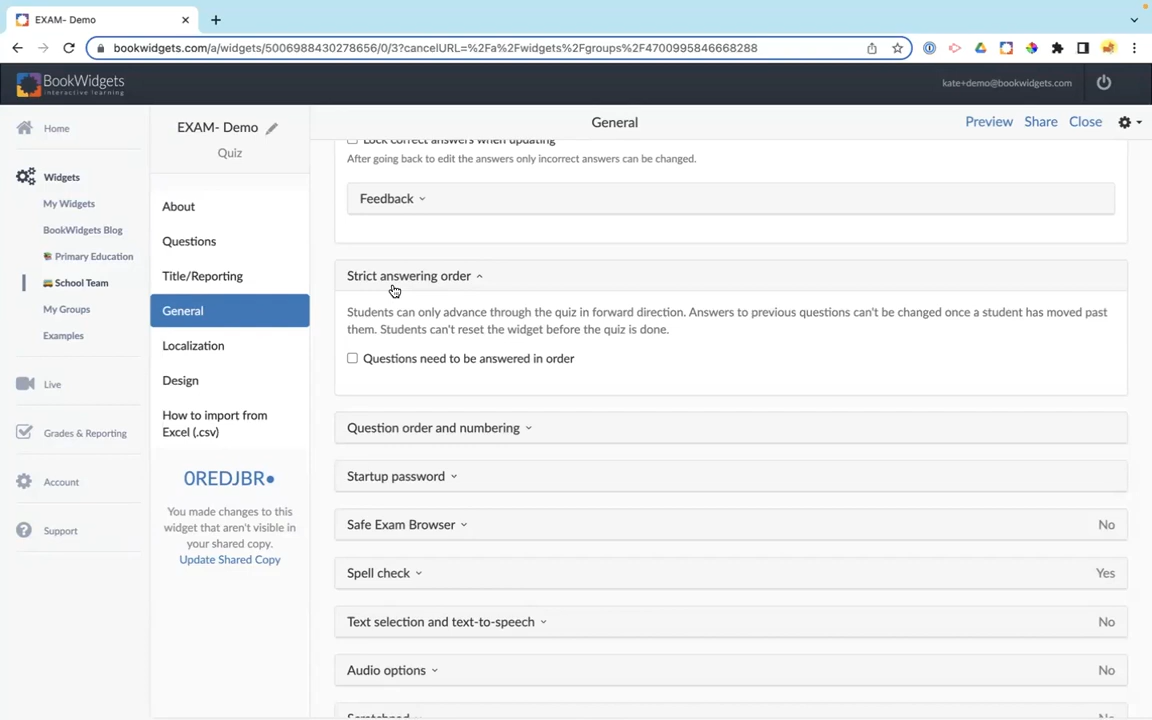 EXAM- Demo
bookwidgets.com/a/widgets/5006988430278656/0/3?cancelURL=%2Fa%2Fwidgets%2Fgroups%2F4700995846668288
BookWidgets
interactive learning
kate+demo@bookwidgets.com
Home
Widgets
My Widgets
BookWidgets Blog
Primary Education
School Team
My Groups
Examples
Live
Grades & Reporting
Account
Support
EXAM- Demo
Quiz
About
Questions
Title/Reporting
General
Localization
Design
How to import from
Excel (.csv)
0REDJBR•
You made changes to this
widget that aren't visible in
your shared copy.
Update Shared Copy
General
Preview Share Close
Lock correct answers when updating
After going back to edit the answers only incorrect answers can be changed.
Feedback
Strict answering order
Students can only advance through the quiz in forward direction. Answers to previous questions can't be changed once a student has moved past
them. Students can't reset the widget before the quiz is done.
Questions need to be answered in order
Question order and numbering
Startup password
Safe Exam Browser No
Spell check Yes
Text selection and text-to-speech No
Audio options No
Scratchpad No